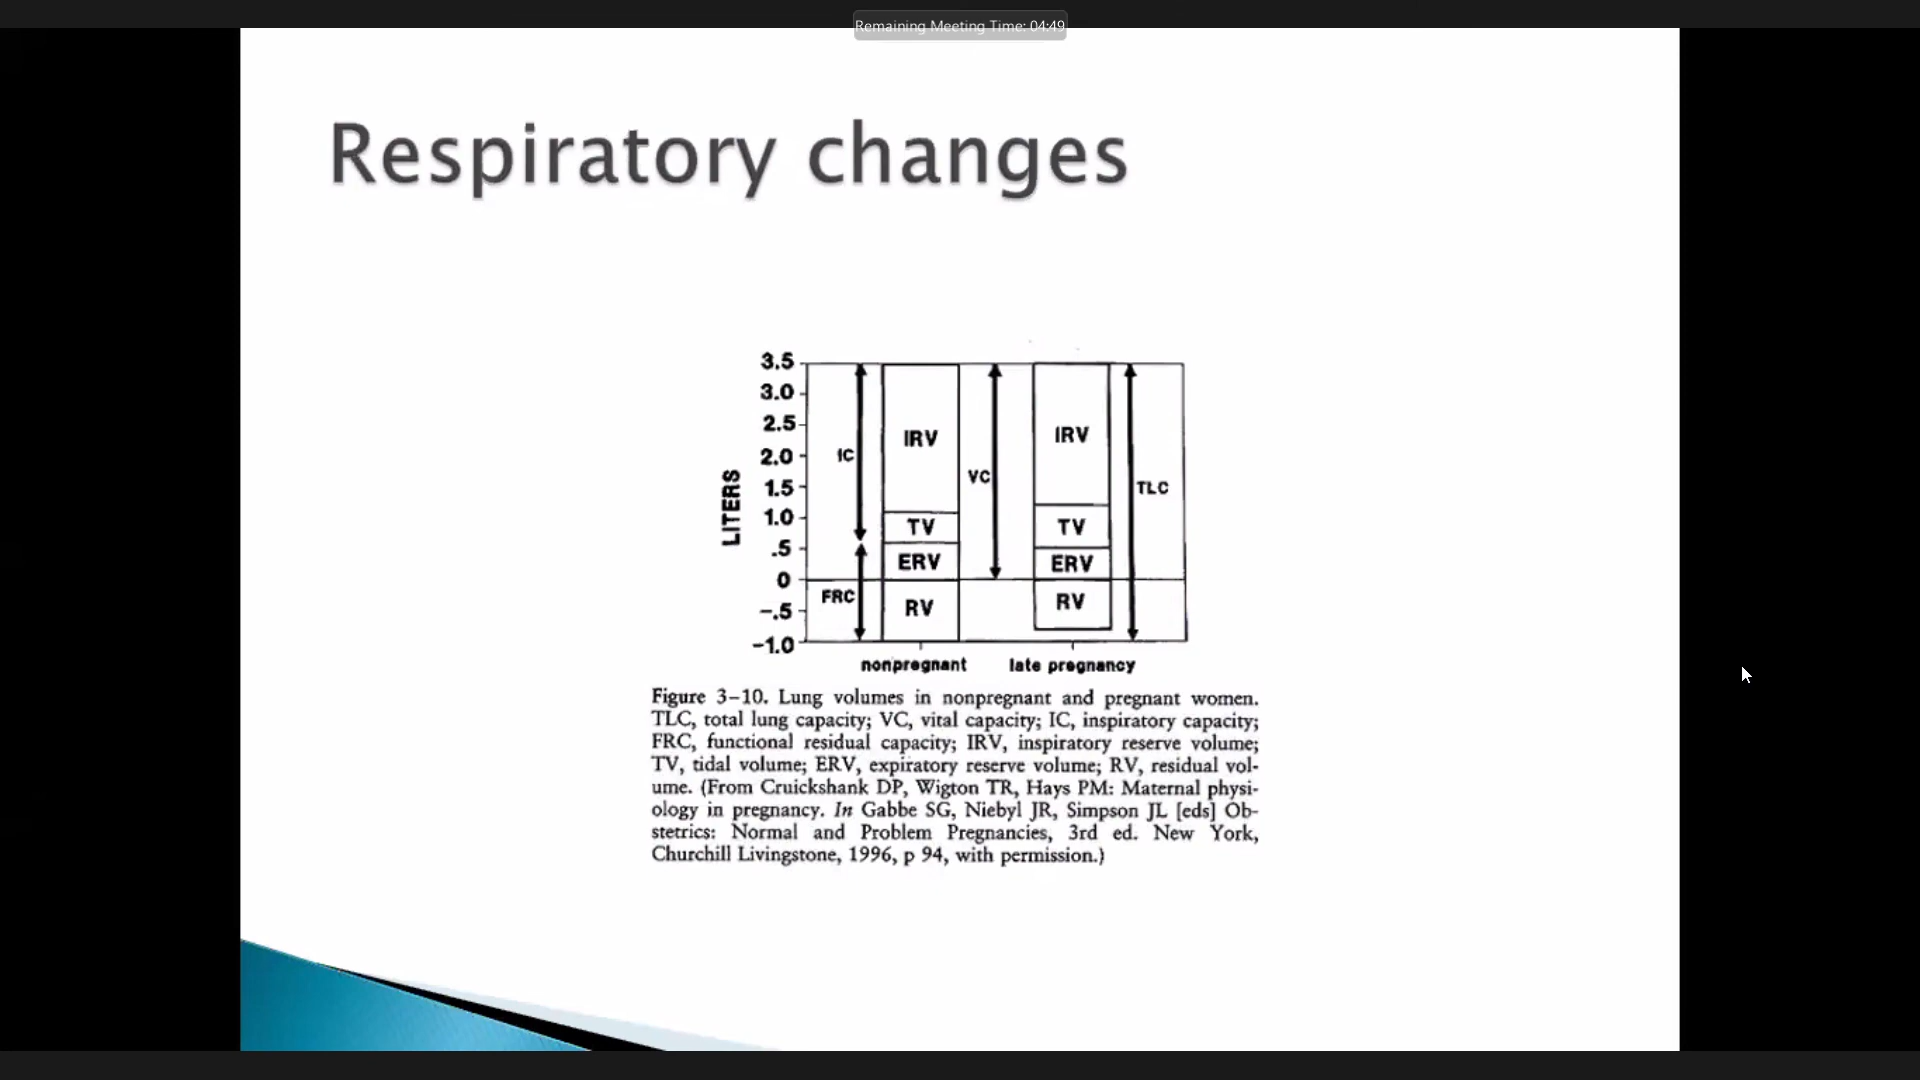 Remaining Meeting Time: 04:49
Respiratory changes
3.5
3.0
2.5
2.0
1.5
1.0
.5
0
-.5
-1.0
LITERS
IC
FRC
IRV
TV
ERV
RV
VC
IRV
TV
ERV
RV
TLC
nonpregnant late pregnancy
Figure 3-10. Lung volumes in nonpregnant and pregnant women.
TLC, total lung capacity; VC, vital capacity; IC, inspiratory capacity;
FRC, functional residual capacity; IRV, inspiratory reserve volume;
TV, tidal volume; ERV, expiratory reserve volume; RV, residual vol-
ume. (From Cruickshank DP, Wigton TR, Hays PM: Maternal physi-
ology in pregnancy. In Gabbe SG, Niebyl JR, Simpson JL [eds] Ob-
stetrics: Normal and Problem Pregnancies, 3rd ed. New York,
Churchill Livingstone, 1996, p 94, with permission.)